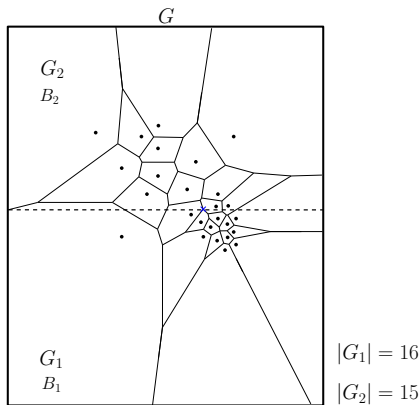 G
G₂
B₂
G₁
B₁
|G₁| = 16
|G₂| = 15